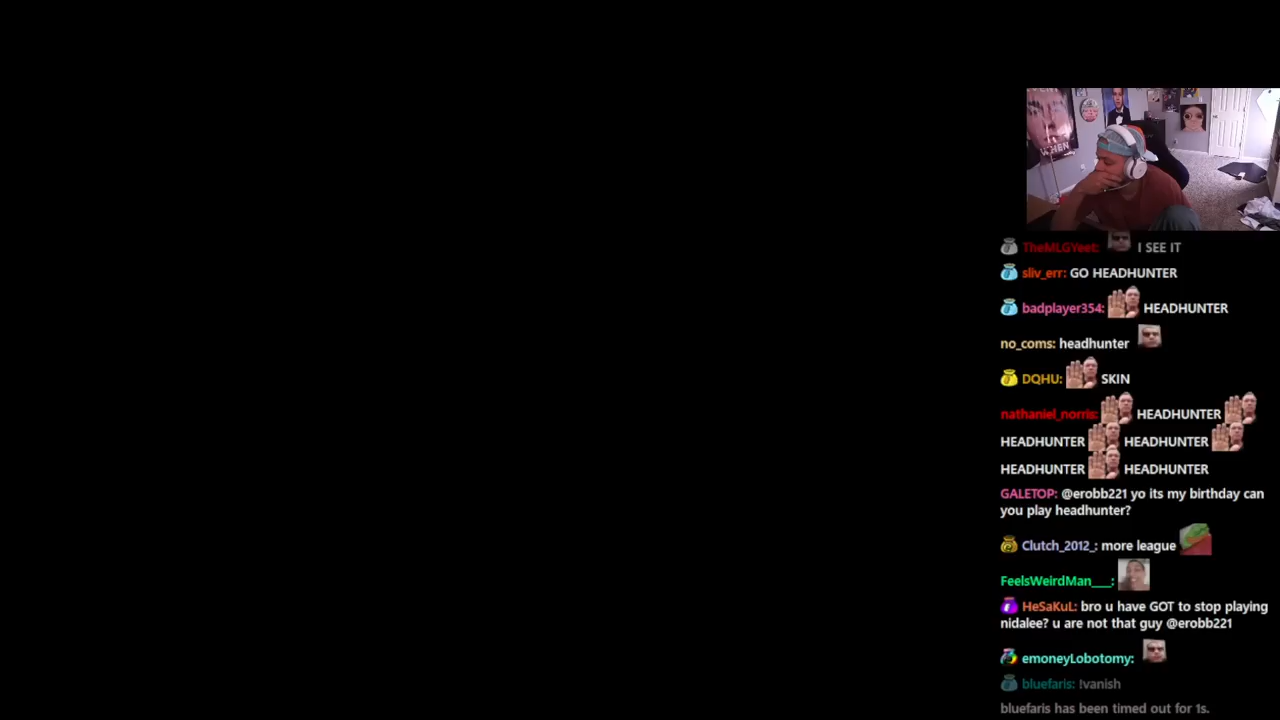 WHEN
TheMLGYeet: I SEE IT
sliv_err: GO HEADHUNTER
badplayer354: HEADHUNTER
no_coms: headhunter
DQHU: SKIN
nathaniel_norris: HEADHUNTER
HEADHUNTER HEADHUNTER
HEADHUNTER HEADHUNTER
GALETOP: @erobb221 yo its my birthday can
you play headhunter?
Clutch_2012_: more league
FeelsWeirdMan___:
HeSaKuL: bro u have GOT to stop playing
nidalee? u are not that guy @erobb221
emoneyLobotomy:
bluefaris: !vanish
bluefaris has been timed out for 1s.